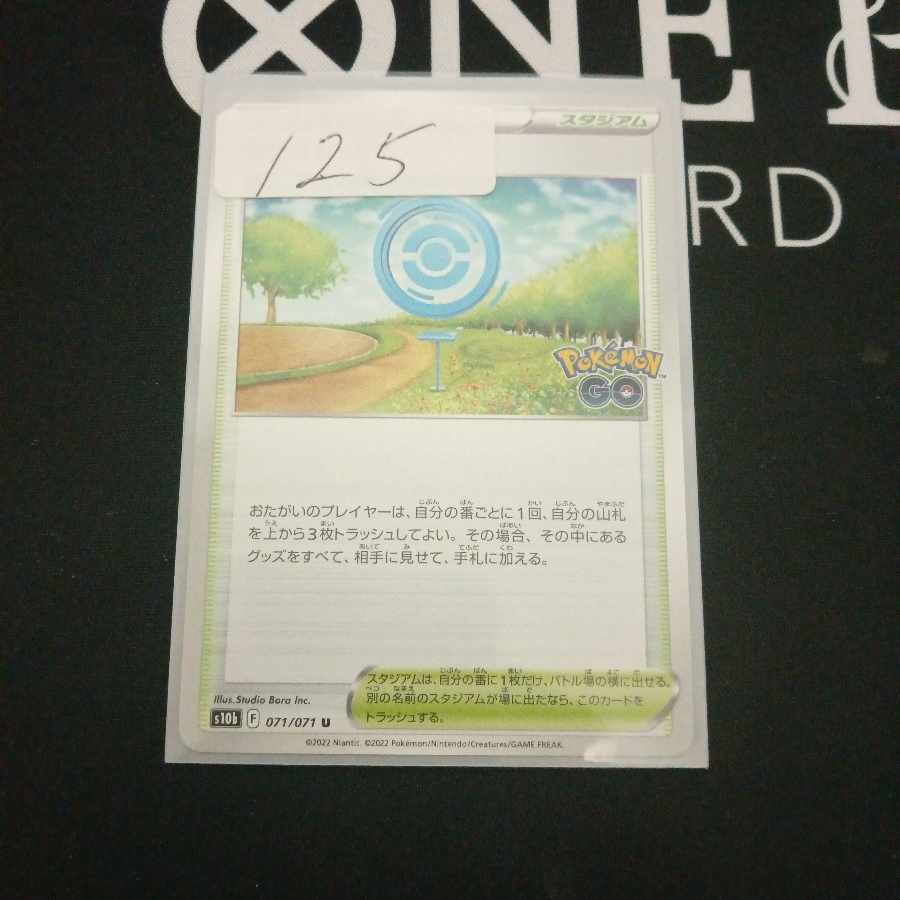 ONE P
RD
125
スタジアム
Pokémon
GO
おたがいのプレイヤーは、自分の番ごとに1回、自分の山札
を上から3枚トラッシュしてよい。その場合、その中にある
グッズをすべて、相手に見せて、手札に加える。
スタジアムは、自分の番に1枚だけ、バトル場の横に出せる。
別の名前のスタジアムが場に出たなら、このカードを
トラッシュする。
Illus. Studio Bora Inc.
s10b F 071/071 U
©2022 Niantic. ©2022 Pokémon/Nintendo/Creatures/GAME FREAK.